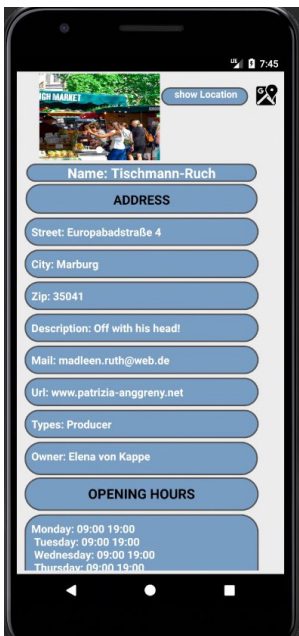 LTE 7:45
GH MARKET
show Location
G
Name: Tischmann-Ruch
ADDRESS
Street: Europabadstraße 4
City: Marburg
Zip: 35041
Description: Off with his head!
Mail: madleen.ruth@web.de
Url: www.patrizia-anggreny.net
Types: Producer
Owner: Elena von Kappe
OPENING HOURS
Monday: 09:00 19:00
Tuesday: 09:00 19:00
Wednesday: 09:00 19:00
Thursday: 09:00 19:00